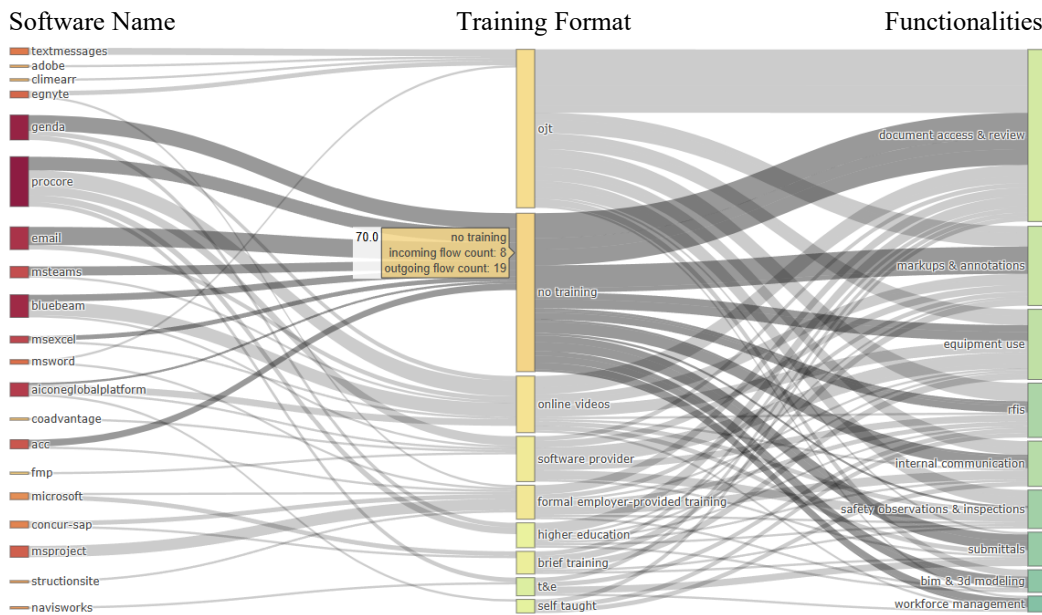 Software Name
Training Format
Functionalities
textmessages
adobe
climearr
egnyte
genda
procore
email
msteams
bluebeam
msexcel
msword
aiconeglobalplatform
coadvantage
acc
fmp
microsoft
concur-sap
msproject
structionsite
navisworks
70.0
no training
incoming flow count: 8
outgoing flow count: 19
ojt
no training
online videos
software provider
formal employer-provided training
higher education
brief training
t&e
self taught
document access & review
markups & annotations
equipment use
rfis
internal communication
safety observations & inspections
submittals
bim & 3d modeling
workforce management